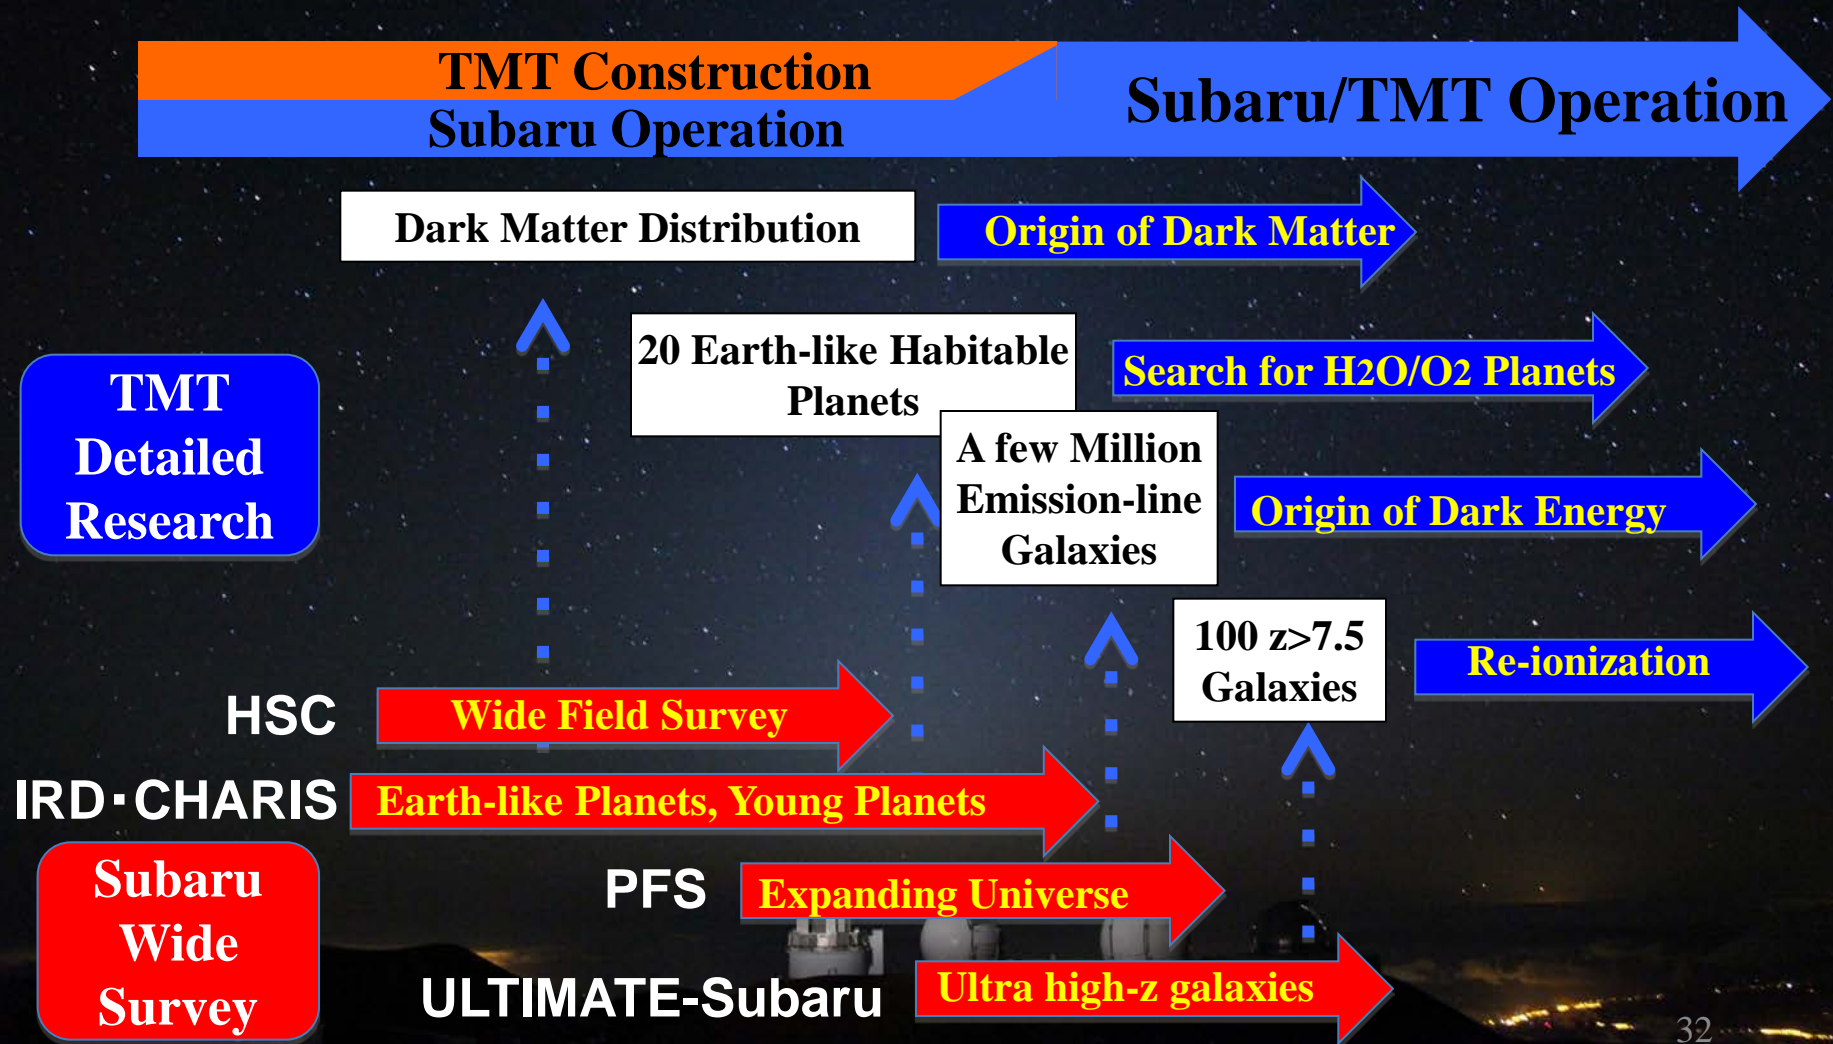 TMT Construction
Subaru Operation
Subaru/TMT Operation
Dark Matter Distribution
Origin of Dark Matter
20 Earth-like Habitable
Planets
Search for H2O/O2 Planets
TMT
Detailed
Research
A few Million
Emission-line
Galaxies
Origin of Dark Energy
100 z>7.5
Galaxies
Re-ionization
HSC
Wide Field Survey
IRD・CHARIS
Earth-like Planets, Young Planets
Subaru
Wide
Survey
PFS
Expanding Universe
ULTIMATE-Subaru
Ultra high-z galaxies
32